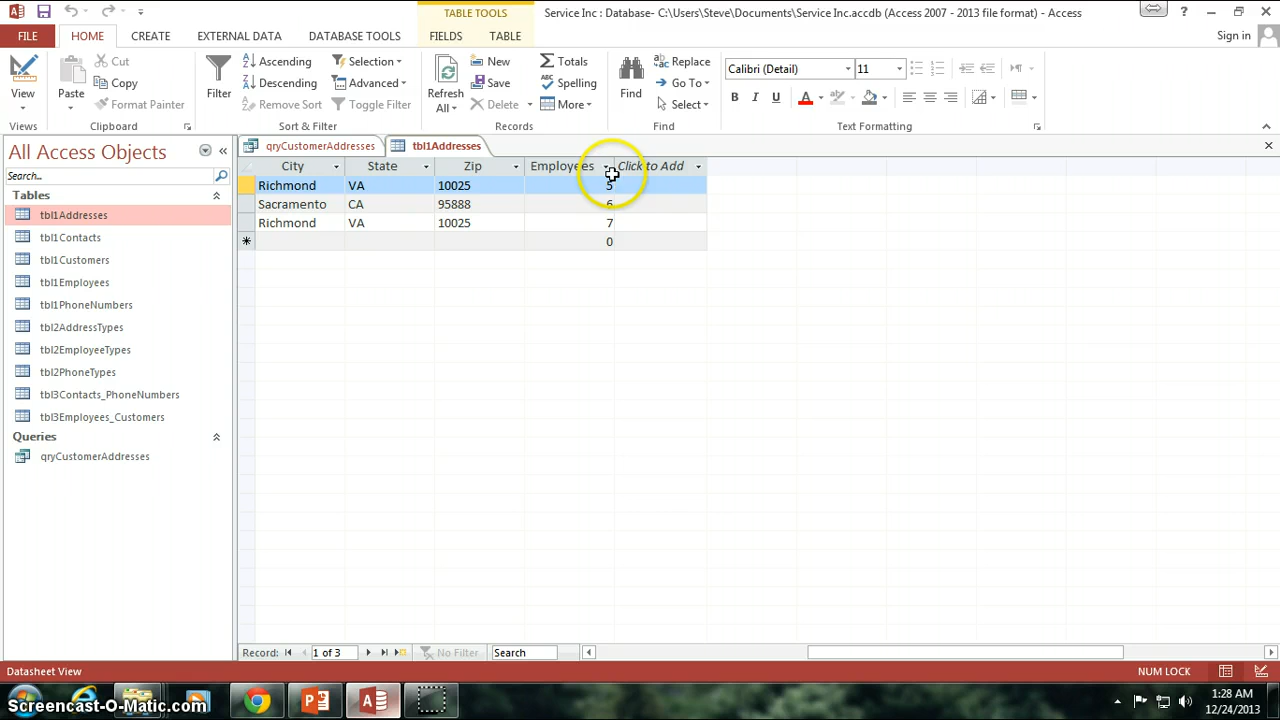 TABLE TOOLS
Service Inc : Database- C:\Users\Steve\Documents\Service Inc.accdb (Access 2007 - 2013 file format) - Access
FILE
HOME
CREATE
EXTERNAL DATA
DATABASE TOOLS
FIELDS
TABLE
Sign in
View
Views
Paste
Cut
Copy
Format Painter
Clipboard
Filter
Ascending
Descending
Remove Sort
Selection
Advanced
Toggle Filter
Sort & Filter
Refresh
All
New
Save
Delete
Totals
Spelling
More
Records
Find
Replace
Go To
Select
Find
Calibri (Detail)
11
B I U
A
Text Formatting
All Access Objects
Search...
Tables
tbl1Addresses
tbl1Contacts
tbl1Customers
tbl1Employees
tbl1PhoneNumbers
tbl2AddressTypes
tbl2EmployeeTypes
tbl2PhoneTypes
tbl3Contacts_PhoneNumbers
tbl3Employees_Customers
Queries
qryCustomerAddresses
qryCustomerAddresses
tbl1Addresses
City State Zip Employees Click to Add
Richmond VA 10025 5
Sacramento CA 95888 6
Richmond VA 10025 7
0
Record: 1 of 3 No Filter Search
Datasheet View
NUM LOCK
Screencast-O-Matic.com
1:28 AM
12/24/2013